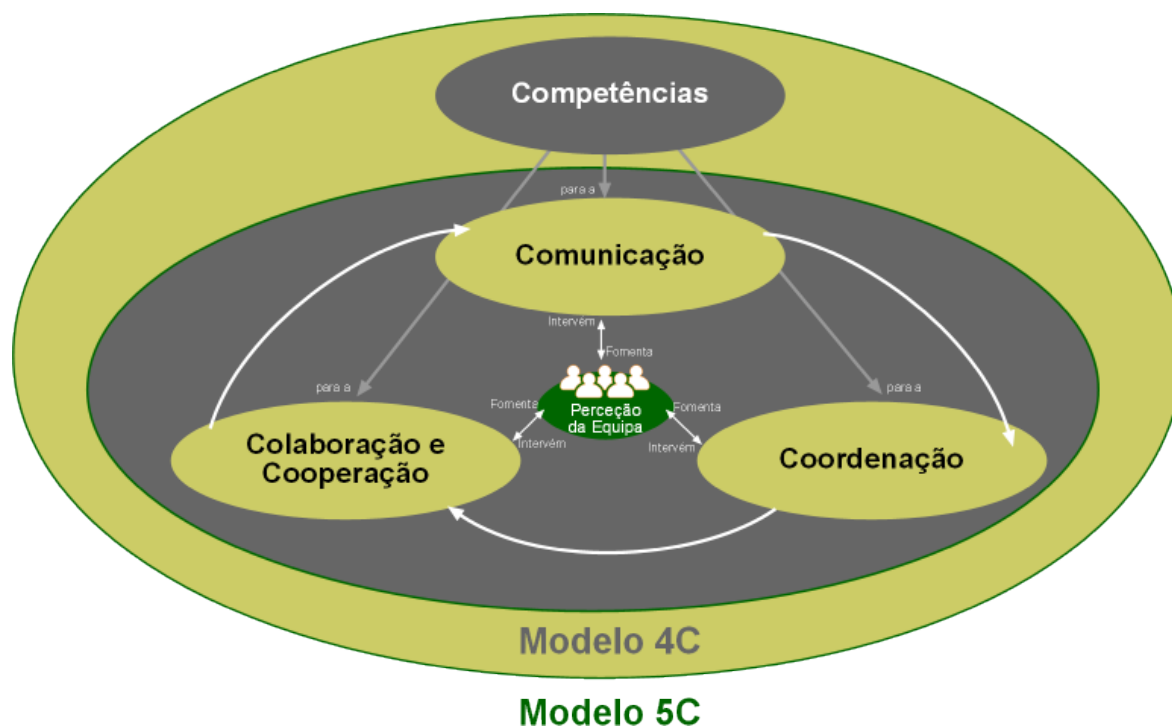 Competências
para a
Comunicação
Intervém
Fomenta
para a
para a
Fomenta
Perceção
da Equipa
Fomenta
Intervém
Intervém
Colaboração e
Cooperação
Coordenação
Modelo 4C
Modelo 5C